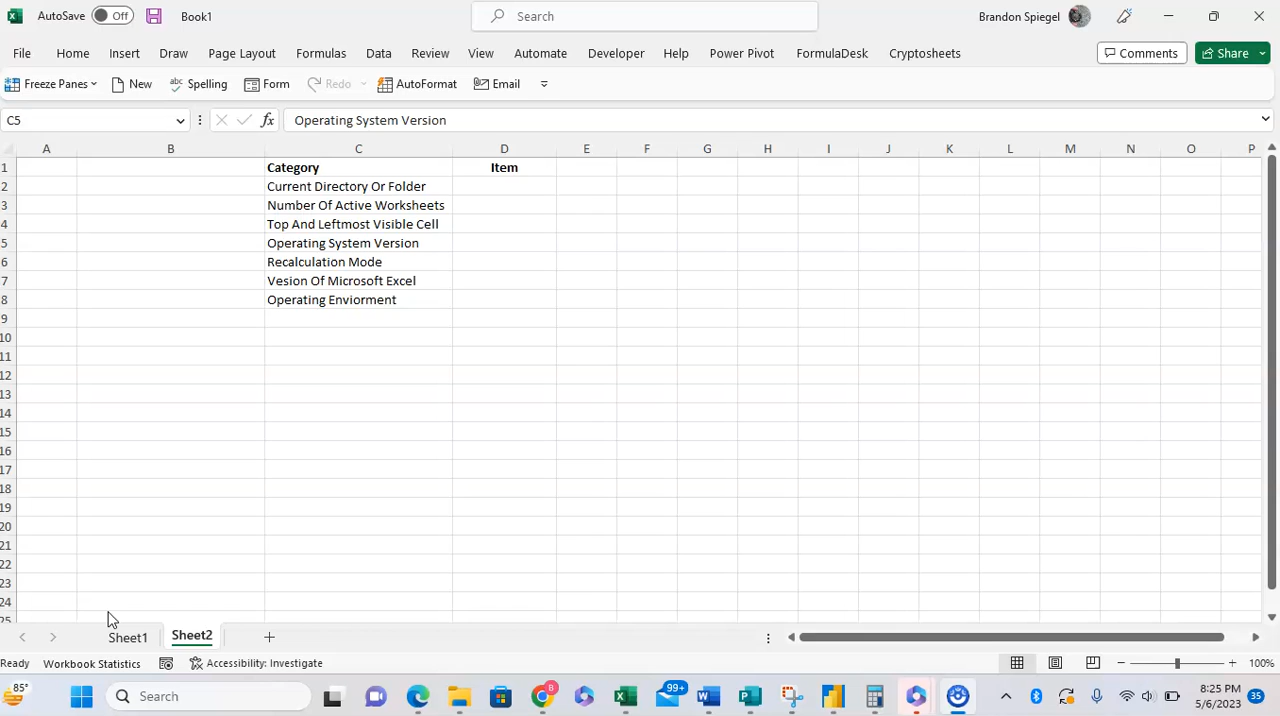 AutoSave Off Book1 Search Brandon Spiegel
File Home Insert Draw Page Layout Formulas Data Review View Automate Developer Help Power Pivot FormulaDesk Cryptosheets Comments Share
Freeze Panes New Spelling Form Redo AutoFormat Email
C5 fx Operating System Version
A B C D E F G H I J K L M N O P
1 Category Item
2 Current Directory Or Folder
3 Number Of Active Worksheets
4 Top And Leftmost Visible Cell
5 Operating System Version
6 Recalculation Mode
7 Vesion Of Microsoft Excel
8 Operating Enviorment
9
10
11
12
13
14
15
16
17
18
19
20
21
22
23
24
25
Sheet1 Sheet2
Ready Workbook Statistics Accessibility: Investigate 100%
85° Search 8 99+ 8:25 PM 35
5/6/2023